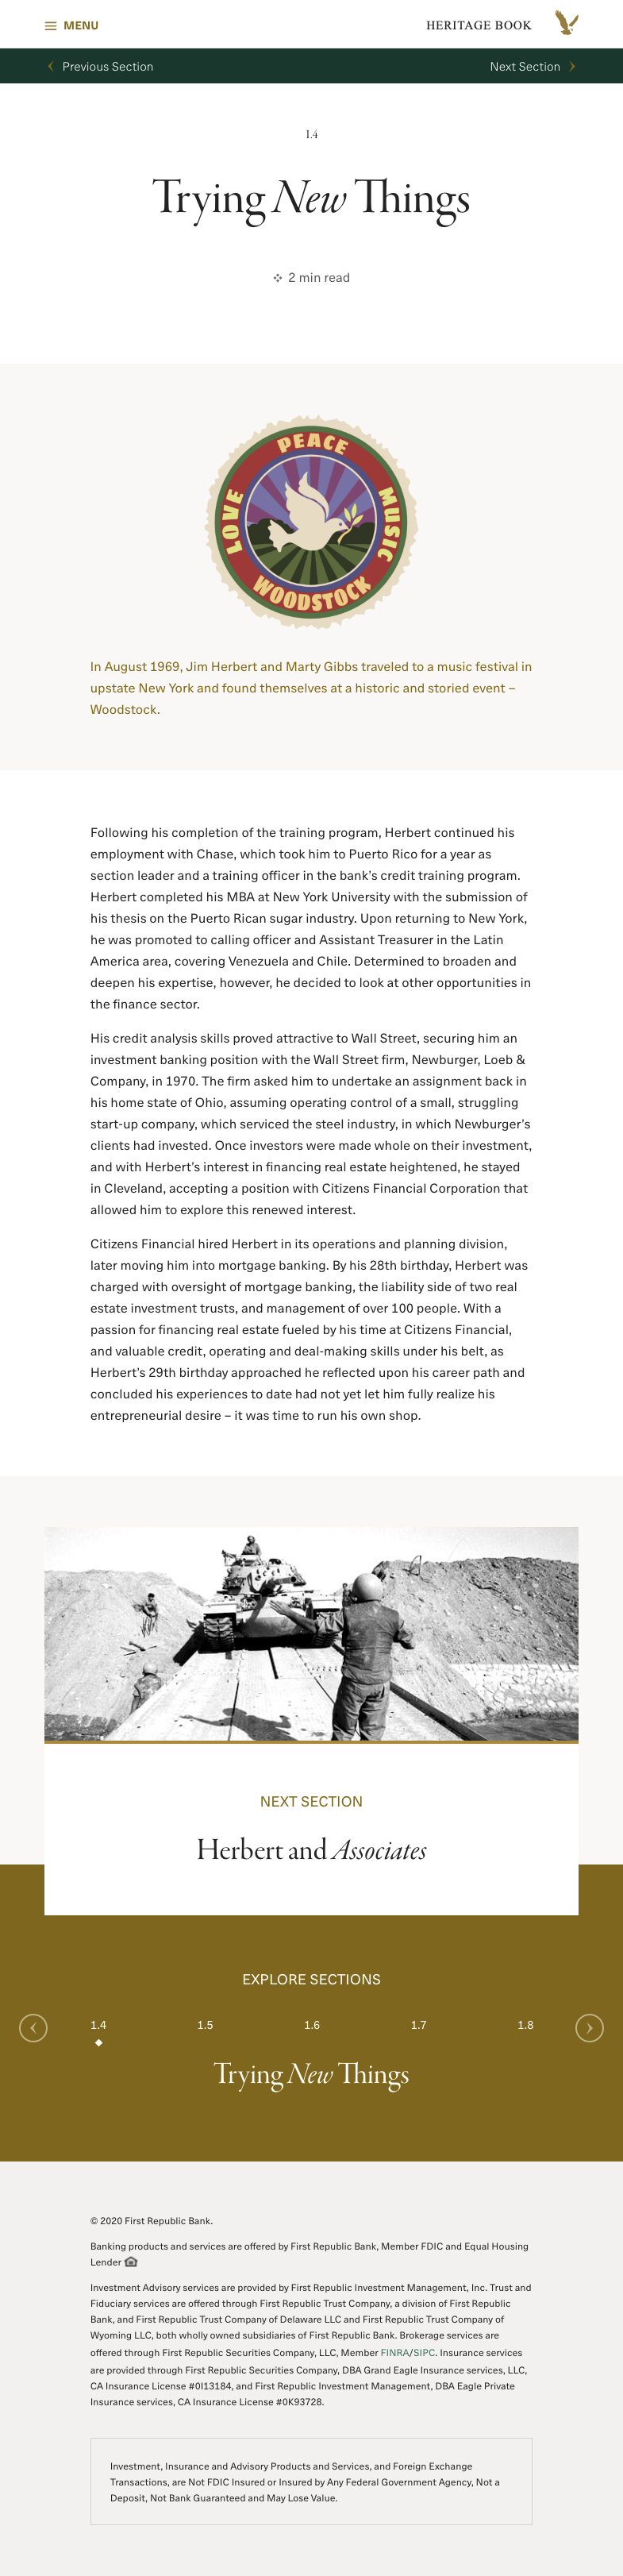 MENU
HERITAGE BOOK
Previous Section
Next Section
1.4
Trying New Things
2 min read
PEACE
LOVE
MUSIC
WOODSTOCK
In August 1969, Jim Herbert and Marty Gibbs traveled to a music festival in
upstate New York and found themselves at a historic and storied event –
Woodstock.
Following his completion of the training program, Herbert continued his
employment with Chase, which took him to Puerto Rico for a year as
section leader and a training officer in the bank's credit training program.
Herbert completed his MBA at New York University with the submission of
his thesis on the Puerto Rican sugar industry. Upon returning to New York,
he was promoted to calling officer and Assistant Treasurer in the Latin
America area, covering Venezuela and Chile. Determined to broaden and
deepen his expertise, however, he decided to look at other opportunities in
the finance sector.
His credit analysis skills proved attractive to Wall Street, securing him an
investment banking position with the Wall Street firm, Newburger, Loeb &
Company, in 1970. The firm asked him to undertake an assignment back in
his home state of Ohio, assuming operating control of a small, struggling
start-up company, which serviced the steel industry, in which Newburger's
clients had invested. Once investors were made whole on their investment,
and with Herbert's interest in financing real estate heightened, he stayed
in Cleveland, accepting a position with Citizens Financial Corporation that
allowed him to explore this renewed interest.
Citizens Financial hired Herbert in its operations and planning division,
later moving him into mortgage banking. By his 28th birthday, Herbert was
charged with oversight of mortgage banking, the liability side of two real
estate investment trusts, and management of over 100 people. With a
passion for financing real estate fueled by his time at Citizens Financial,
and valuable credit, operating and deal-making skills under his belt, as
Herbert's 29th birthday approached he reflected upon his career path and
concluded his experiences to date had not yet let him fully realize his
entrepreneurial desire – it was time to run his own shop.
NEXT SECTION
Herbert and Associates
EXPLORE SECTIONS
1.4 1.5 1.6 1.7 1.8
Trying New Things
© 2020 First Republic Bank.
Banking products and services are offered by First Republic Bank, Member FDIC and Equal Housing
Lender
Investment Advisory services are provided by First Republic Investment Management, Inc. Trust and
Fiduciary services are offered through First Republic Trust Company, a division of First Republic
Bank, and First Republic Trust Company of Delaware LLC and First Republic Trust Company of
Wyoming LLC, both wholly owned subsidiaries of First Republic Bank. Brokerage services are
offered through First Republic Securities Company, LLC, Member FINRA/SIPC. Insurance services
are provided through First Republic Securities Company, DBA Grand Eagle Insurance services, LLC,
CA Insurance License #0I13184, and First Republic Investment Management, DBA Eagle Private
Insurance services, CA Insurance License #0K93728.
Investment, Insurance and Advisory Products and Services, and Foreign Exchange
Transactions, are Not FDIC Insured or Insured by Any Federal Government Agency, Not a
Deposit, Not Bank Guaranteed and May Lose Value.